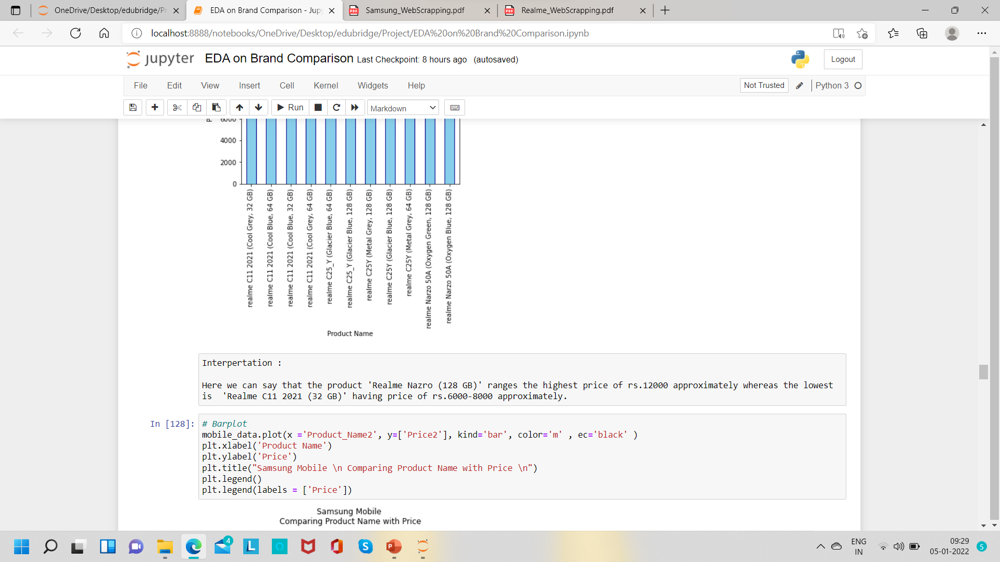 OneDrive/Desktop/edubridge/Pr
EDA on Brand Comparison - Jup
Samsung_WebScrapping.pdf
Realme_WebScrapping.pdf
localhost:8888/notebooks/OneDrive/Desktop/edubridge/Project/EDA%20on%20Brand%20Comparison.ipynb
jupyter EDA on Brand Comparison Last Checkpoint: 8 hours ago (autosaved)
Logout
File Edit View Insert Cell Kernel Widgets Help
Not Trusted
Python 3
Run
Markdown
6000
4000
2000
0
realme C11 2021 (Cool Grey, 32 GB)
realme C11 2021 (Cool Blue, 64 GB)
realme C11 2021 (Cool Blue, 32 GB)
realme C11 2021 (Cool Grey, 64 GB)
realme C25_Y (Glacier Blue, 64 GB)
realme C25_Y (Glacier Blue, 128 GB)
realme C25Y (Metal Grey, 128 GB)
realme C25Y (Glacier Blue, 128 GB)
realme C25Y (Metal Grey, 64 GB)
realme Narzo 50A (Oxygen Green, 128 GB)
realme Narzo 50A (Oxygen Blue, 128 GB)
Product Name
Interpertation :
Here we can say that the product 'Realme Nazro (128 GB)' ranges the highest price of rs.12000 approximately whereas the lowest
is  'Realme C11 2021 (32 GB)' having price of rs.6000-8000 approximately.
In [128]:
# Barplot
mobile_data.plot(x ='Product_Name2', y=['Price2'], kind='bar', color='m' , ec='black' )
plt.xlabel('Product Name')
plt.ylabel('Price')
plt.title("Samsung Mobile \n Comparing Product Name with Price \n")
plt.legend()
plt.legend(labels = ['Price'])
Samsung Mobile
Comparing Product Name with Price
4
ENG
IN
09:29
05-01-2022
5